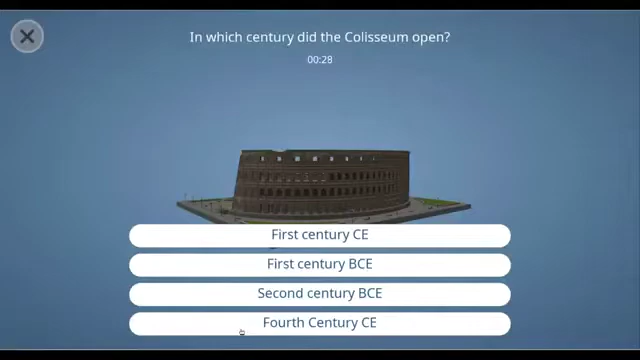 In which century did the Colisseum open?
00:28
First century CE
First century BCE
Second century BCE
Fourth Century CE